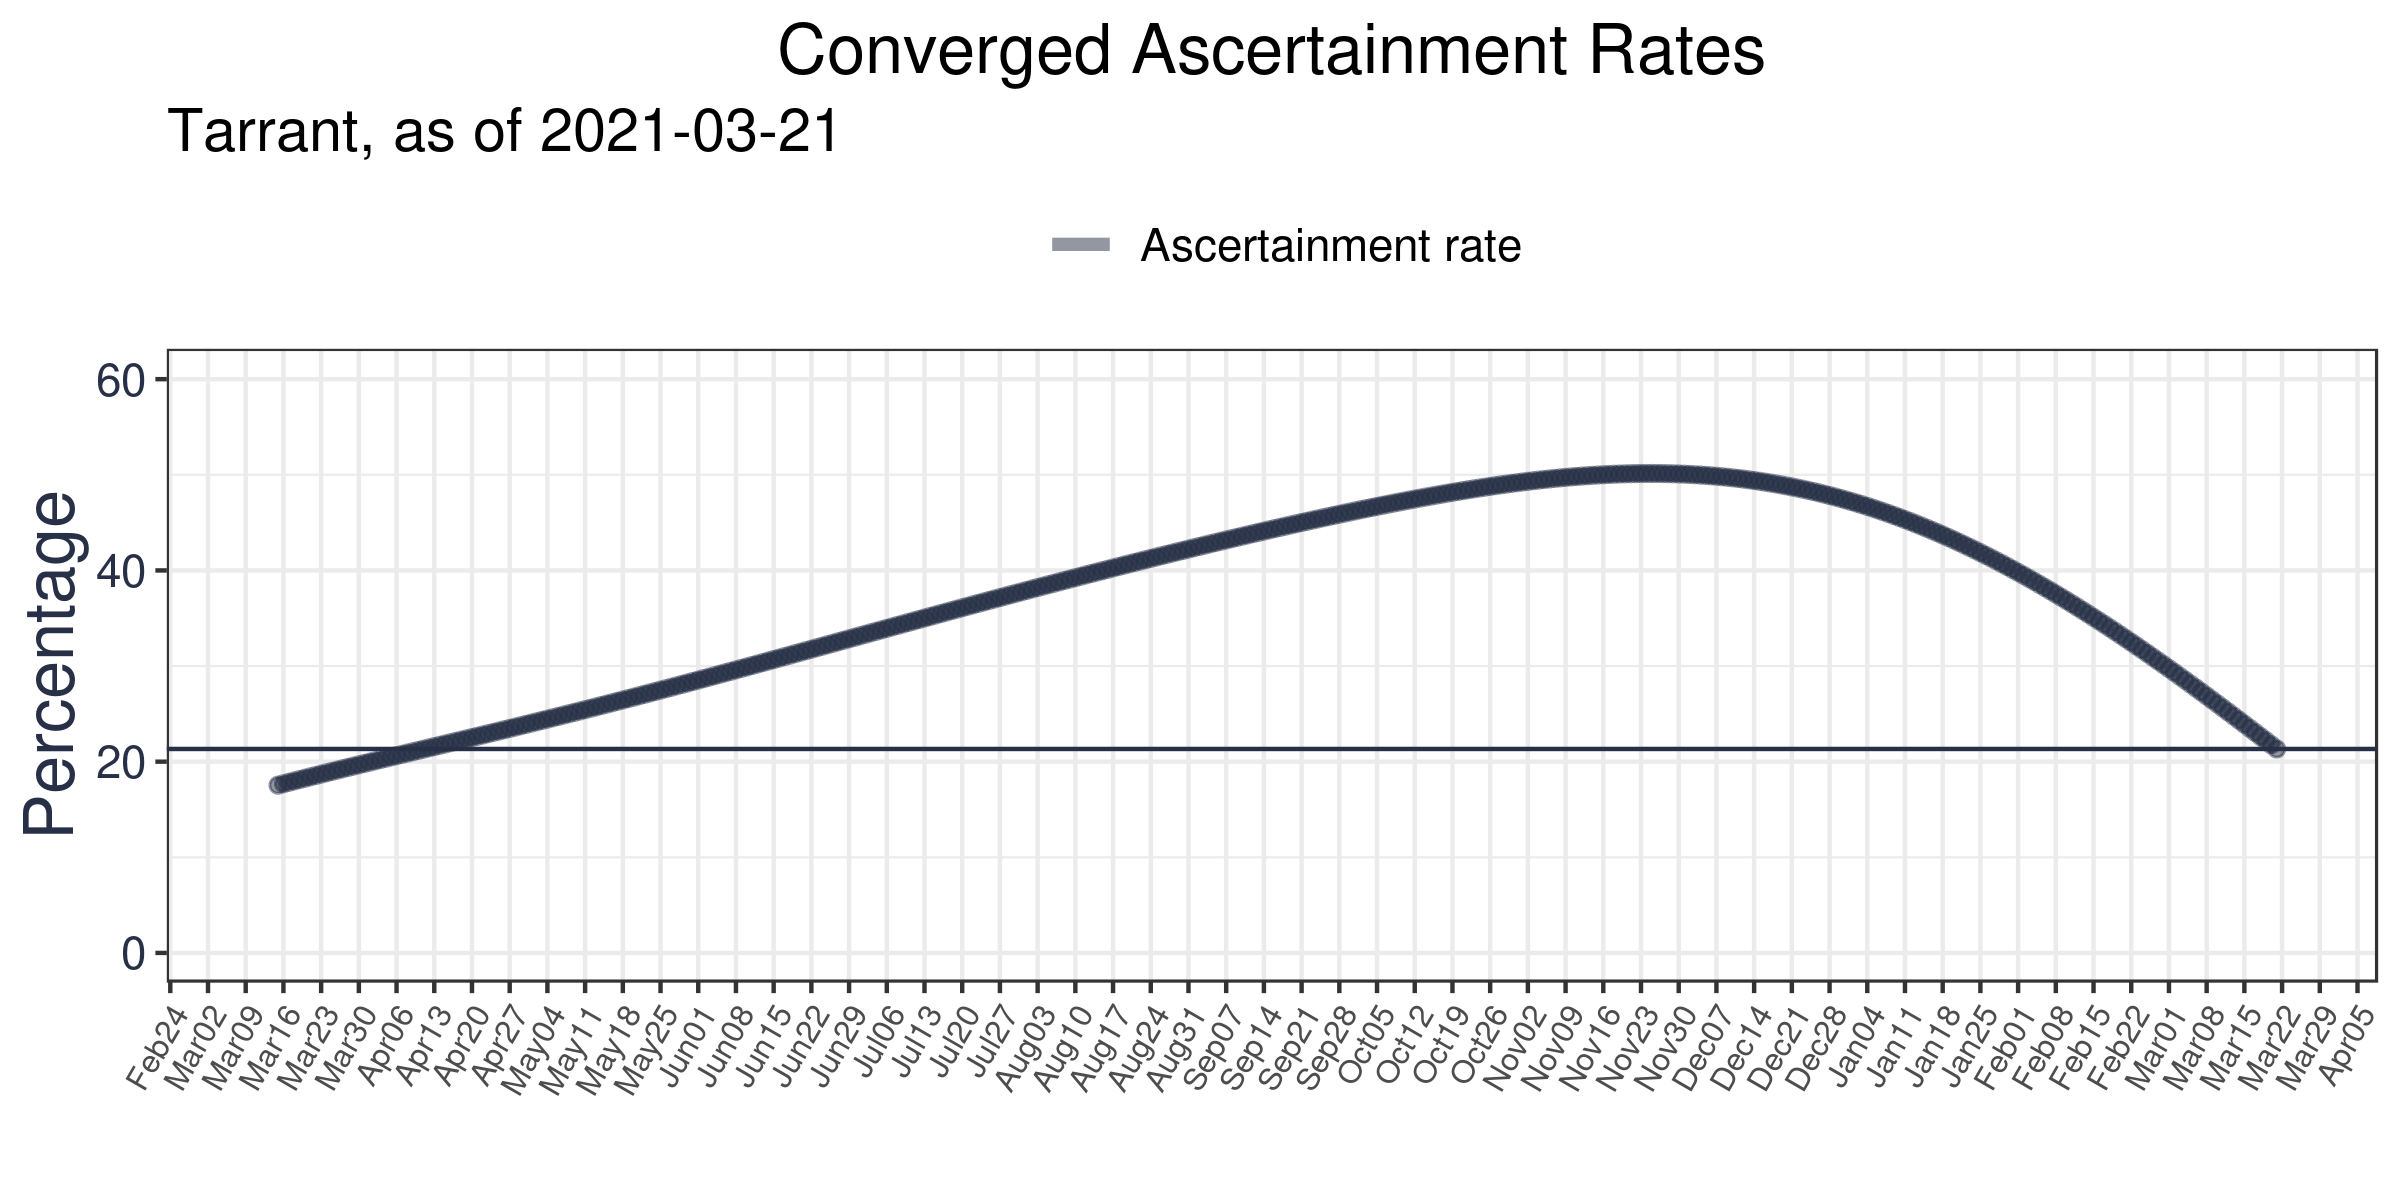 Converged Ascertainment Rates
Tarrant, as of 2021-03-21
Ascertainment rate
Percentage
60
40
20
0
Feb24 Mar02 Mar09 Mar16 Mar23 Mar30 Apr06 Apr13 Apr20 Apr27 May04 May11 May18 May25 Jun01 Jun08 Jun15 Jun22 Jun29 Jul06 Jul13 Jul20 Jul27 Aug03 Aug10 Aug17 Aug24 Aug31 Sep07 Sep14 Sep21 Sep28 Oct05 Oct12 Oct19 Oct26 Nov02 Nov09 Nov16 Nov23 Nov30 Dec07 Dec14 Dec21 Dec28 Jan04 Jan11 Jan18 Jan25 Feb01 Feb08 Feb15 Feb22 Mar01 Mar08 Mar15 Mar22 Mar29 Apr05